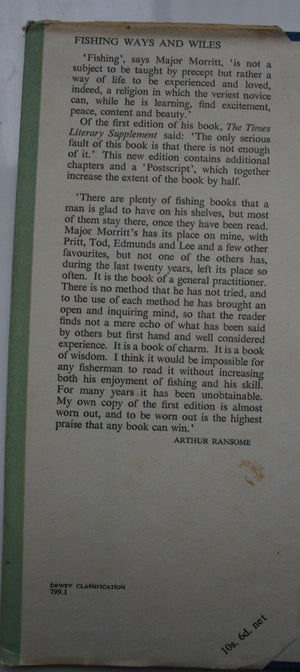 FISHING WAYS AND WILES
'Fishing', says Major Morritt, 'is not a
subject to be taught by precept but rather a
way of life to be experienced and loved,
indeed, a religion in which the veriest novice
can, while he is learning, find excitement,
peace, content and beauty.'
Of the first edition of his book, The Times
Literary Supplement said: 'The only serious
fault of this book is that there is not enough
of it.' This new edition contains additional
chapters and a 'Postscript', which together
increase the extent of the book by half.
'There are plenty of fishing books that a
man is glad to have on his shelves, but most
of them stay there, once they have been read.
Major Morritt's has its place on mine, with
Pritt, Tod, Edmunds and Lee and a few other
favourites, but not one of the others has,
during the last twenty years, left its place so
often. It is the book of a general practitioner.
There is no method that he has not tried, and
to the use of each method he has brought an
open and inquiring mind, so that the reader
finds not a mere echo of what has been said
by others but first hand and well considered
experience. It is a book of charm. It is a book
of wisdom. I think it would be impossible for
any fisherman to read it without increasing
both his enjoyment of fishing and his skill.
For many years it has been unobtainable.
My own copy of the first edition is almost
worn out, and to be worn out is the highest
praise that any book can win.'
ARTHUR RANSOME
DEWEY CLASSIFICATION
799.1
10s. 6d. net